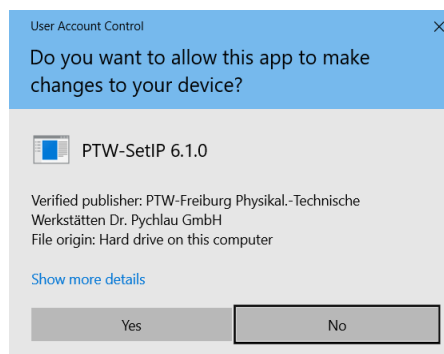 User Account Control
Do you want to allow this app to make
changes to your device?
PTW-SetIP 6.1.0
Verified publisher: PTW-Freiburg Physikal.-Technische
Werkstätten Dr. Pychlau GmbH
File origin: Hard drive on this computer
Show more details
Yes
No